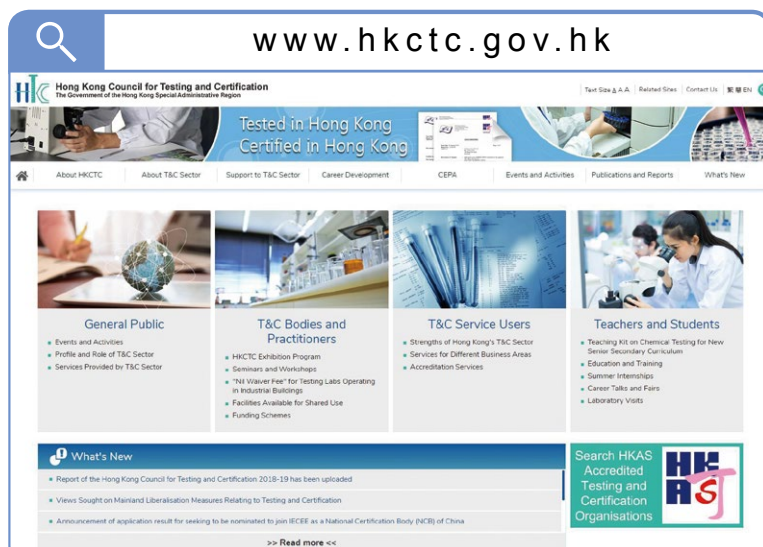 www.hkctc.gov.hk
HKTC
Hong Kong Council for Testing and Certification
The Government of the Hong Kong Special Administrative Region
Text Size A A A Related Sites Contact Us 繁 簡 EN
Tested in Hong Kong
Certified in Hong Kong
About HKCTC About T&C Sector Support to T&C Sector Career Development CEPA Events and Activities Publications and Reports What's New
General Public
Events and Activities
Profile and Role of T&C Sector
Services Provided by T&C Sector
T&C Bodies and
Practitioners
HKCTC Exhibition Program
Seminars and Workshops
"Nil Waiver Fee" for Testing Labs Operating
in Industrial Buildings
Facilities Available for Shared Use
Funding Schemes
T&C Service Users
Strengths of Hong Kong's T&C Sector
Services for Different Business Areas
Accreditation Services
Teachers and Students
Teaching Kit on Chemical Testing for New
Senior Secondary Curriculum
Education and Training
Summer Internships
Career Talks and Fairs
Laboratory Visits
What's New
Report of the Hong Kong Council for Testing and Certification 2018-19 has been uploaded
Views Sought on Mainland Liberalisation Measures Relating to Testing and Certification
Announcement of application result for seeking to be nominated to join IECEE as a National Certification Body (NCB) of China
>> Read more <<
Search HKAS
Accredited
Testing and
Certification
Organisations
HK
AS